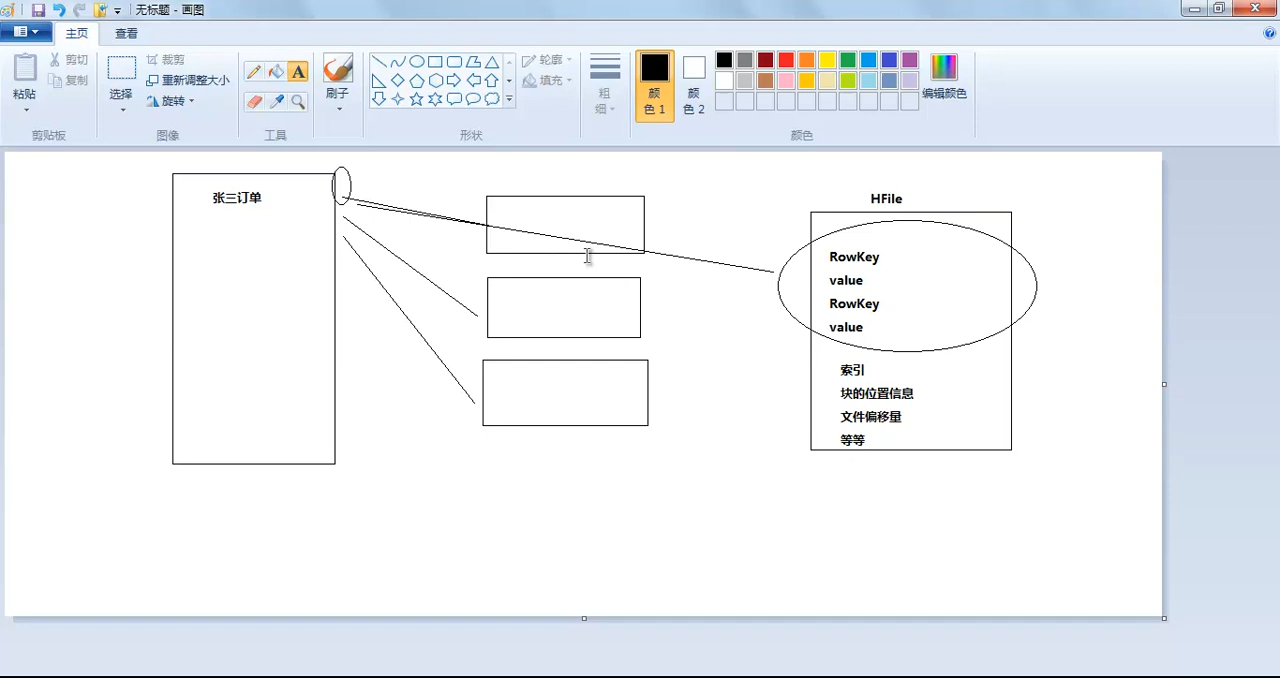 无标题 - 画图
主页
查看
粘贴
剪切
复制
剪贴板
选择
裁剪
重新调整大小
旋转
图像
A
工具
刷子
形状
轮廓
填充
粗
细
颜
色 1
颜
色 2
编辑颜色
颜色
张三订单
HFile
RowKey
value
RowKey
value
索引
块的位置信息
文件偏移量
等等